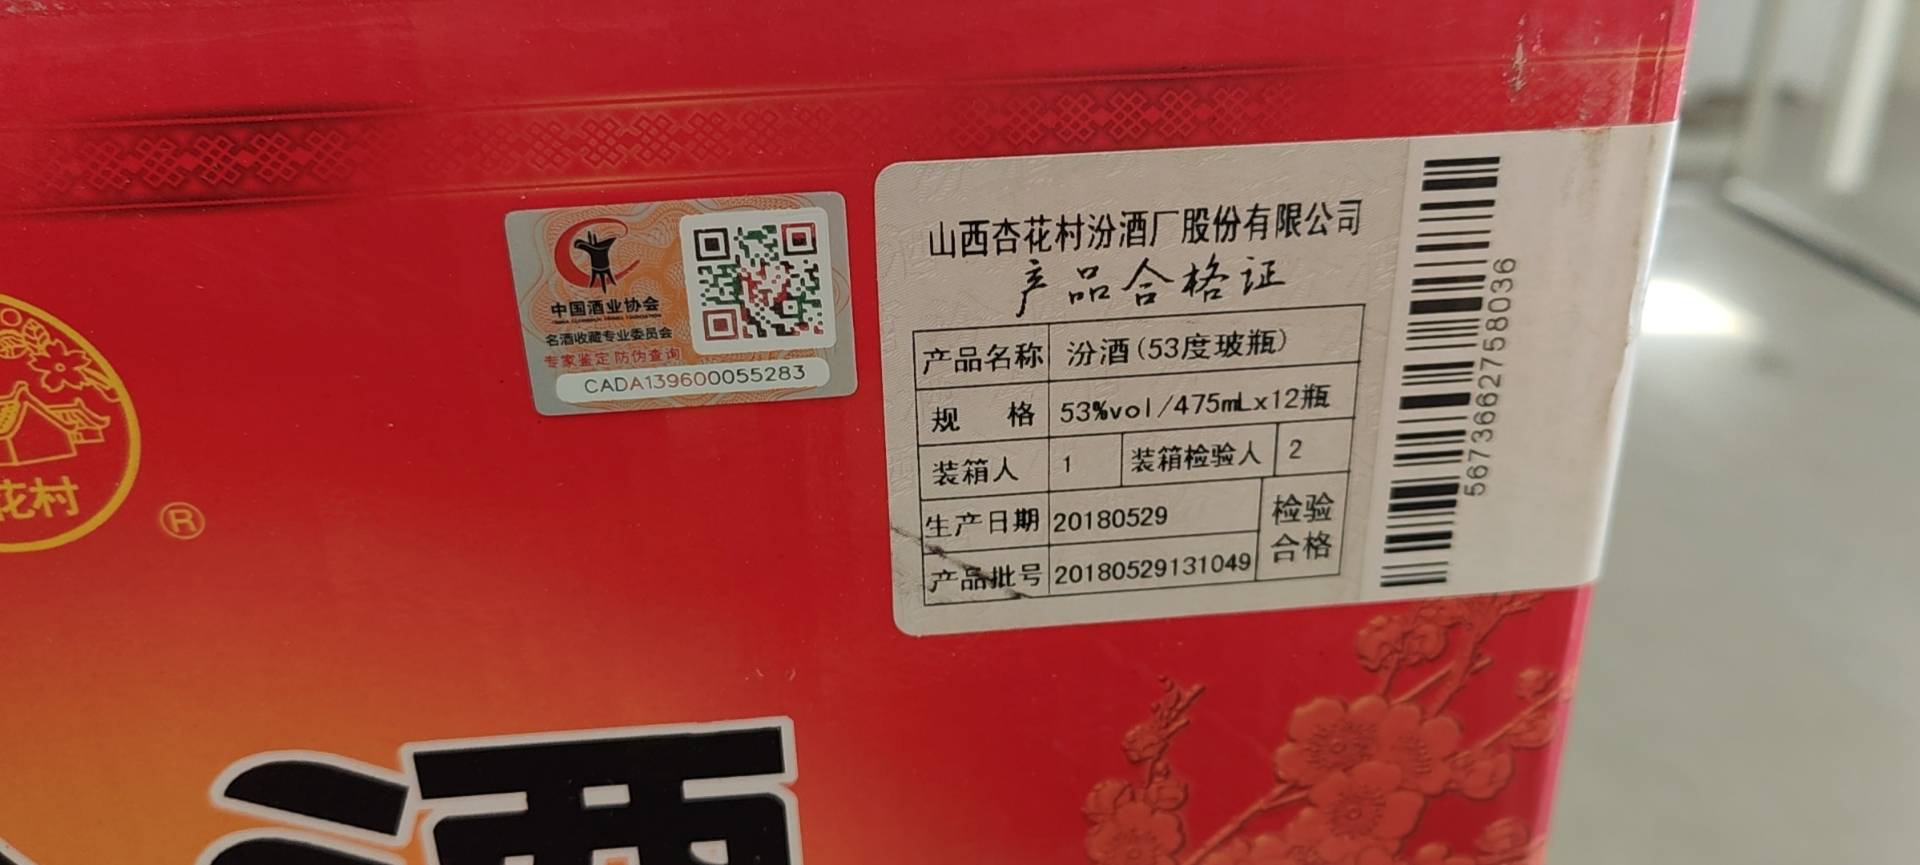 中国酒业协会
名酒收藏专业委员会
专家鉴定 防伪查询
CADA139600055283
山西杏花村汾酒厂股份有限公司
产品合格证
产品名称 汾酒(53度玻瓶)
规 格 53%vol/475mLx12瓶
装箱人 1 装箱检验人 2
生产日期 20180529
产品批号 20180529131049
检验
合格
5673662758036
花村
®
酒